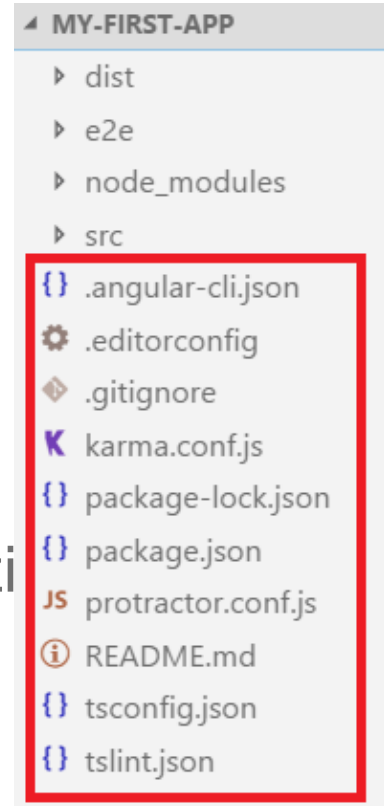 MY-FIRST-APP
dist
e2e
node_modules
src
{} .angular-cli.json
.editorconfig
.gitignore
K karma.conf.js
{} package-lock.json
{} package.json
JS protractor.conf.js
README.md
{} tsconfig.json
{} tslint.json